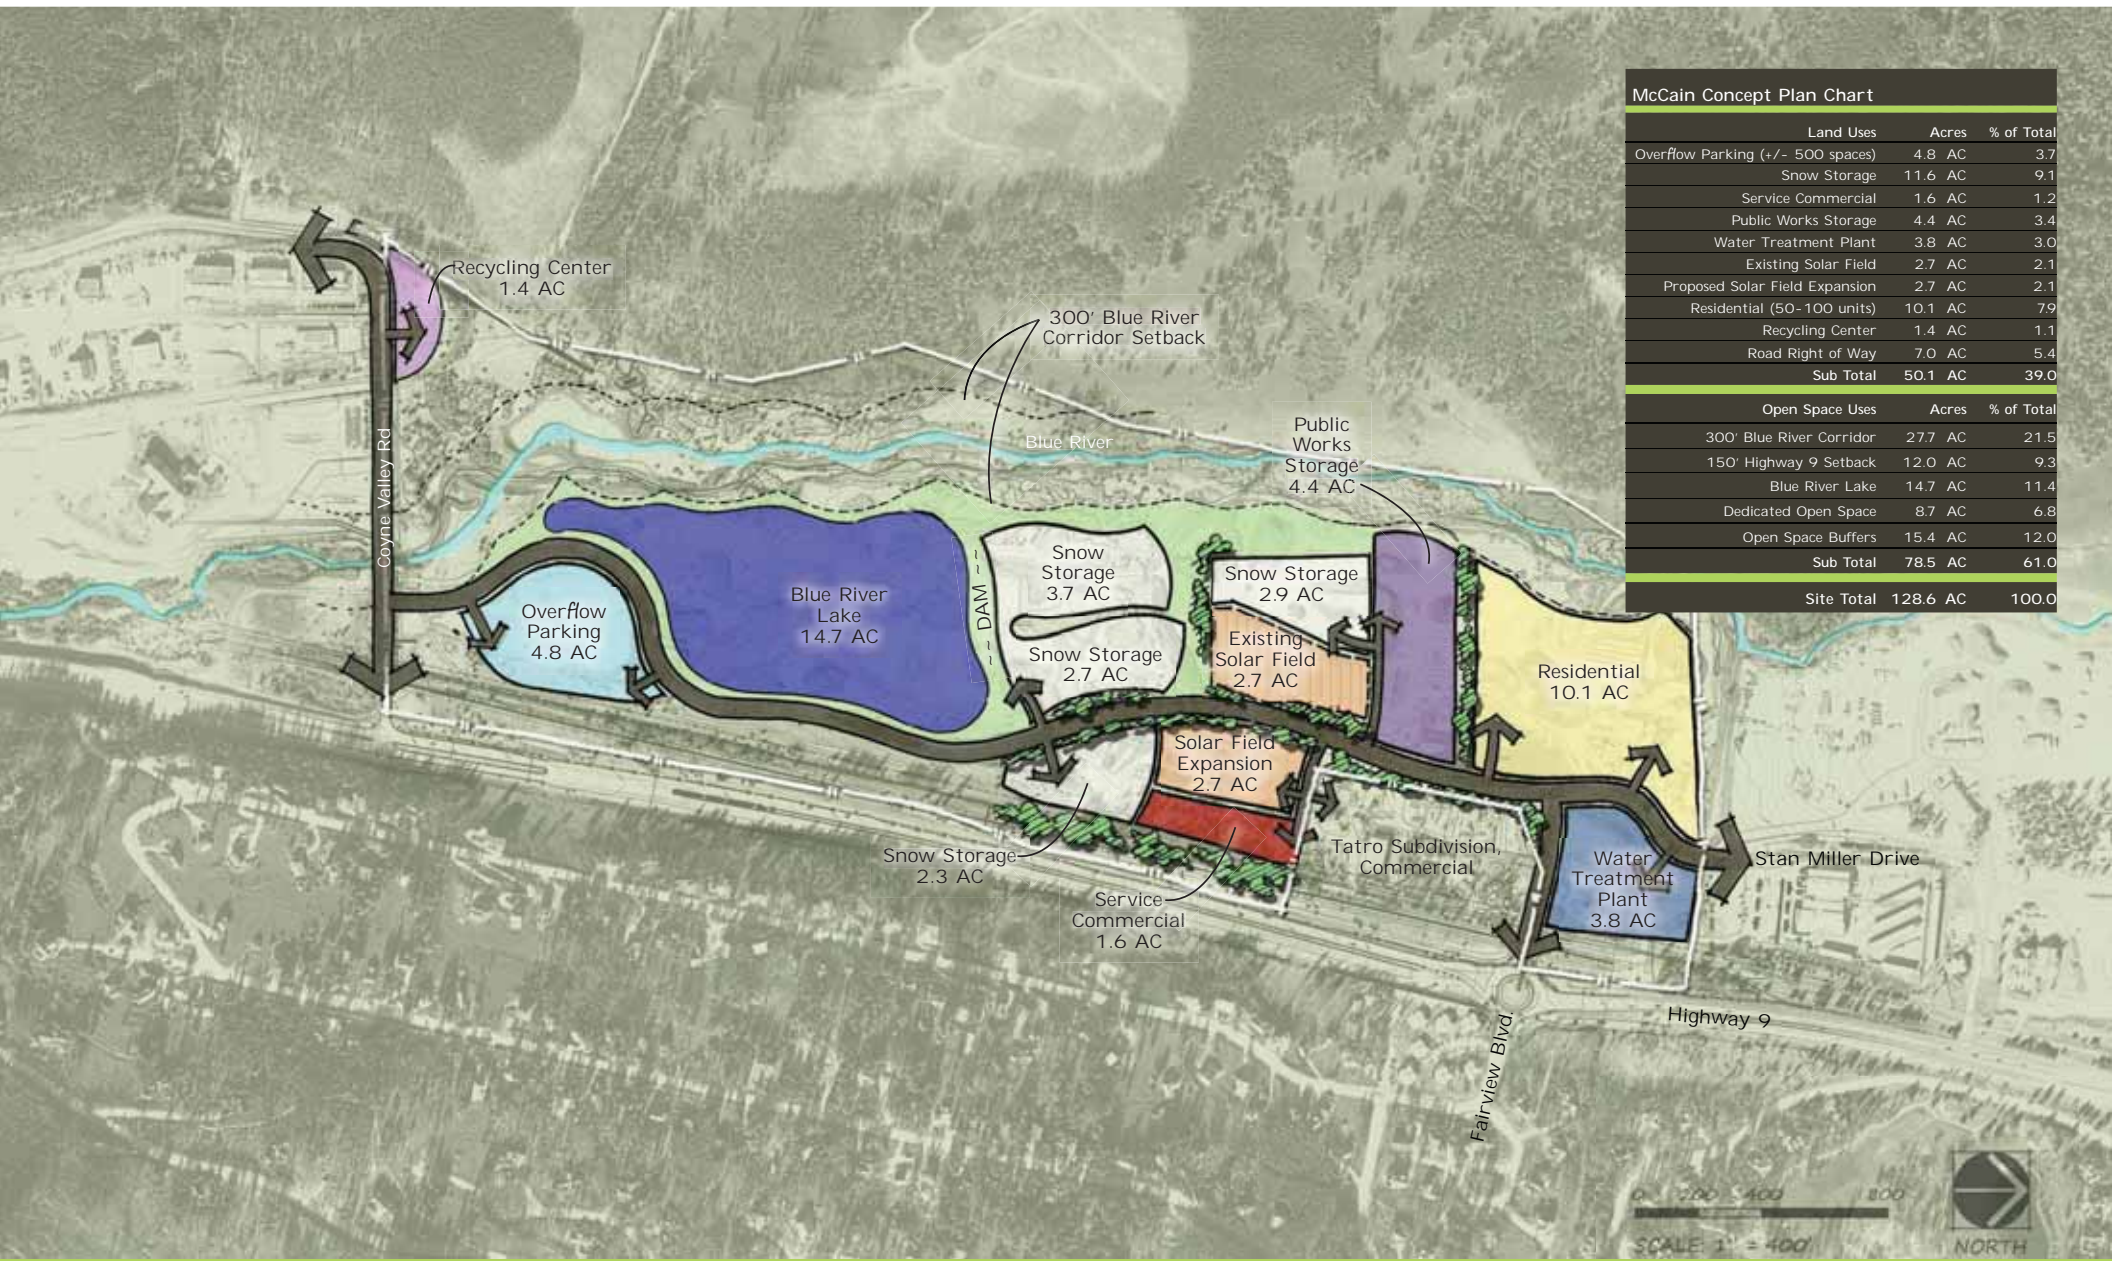 McCain Concept Plan Chart
Land Uses Acres % of Total
Overflow Parking (+/- 500 spaces) 4.8 AC 3.7
Snow Storage 11.6 AC 9.1
Service Commercial 1.6 AC 1.2
Public Works Storage 4.4 AC 3.4
Water Treatment Plant 3.8 AC 3.0
Existing Solar Field 2.7 AC 2.1
Proposed Solar Field Expansion 2.7 AC 2.1
Residential (50-100 units) 10.1 AC 7.9
Recycling Center 1.4 AC 1.1
Road Right of Way 7.0 AC 5.4
Sub Total 50.1 AC 39.0
Open Space Uses Acres % of Total
300' Blue River Corridor 27.7 AC 21.5
150' Highway 9 Setback 12.0 AC 9.3
Blue River Lake 14.7 AC 11.4
Dedicated Open Space 8.7 AC 6.8
Open Space Buffers 15.4 AC 12.0
Sub Total 78.5 AC 61.0
Site Total 128.6 AC 100.0
Recycling Center
1.4 AC
300' Blue River
Corridor Setback
Public
Works
Storage
4.4 AC
Blue River
Coyne Valley Rd
Overflow
Parking
4.8 AC
Blue River
Lake
14.7 AC
DAM
Snow
Storage
3.7 AC
Snow Storage
2.7 AC
Snow Storage
2.9 AC
Existing
Solar Field
2.7 AC
Residential
10.1 AC
Solar Field
Expansion
2.7 AC
Snow Storage
2.3 AC
Service
Commercial
1.6 AC
Tatro Subdivision,
Commercial
Water
Treatment
Plant
3.8 AC
Stan Miller Drive
Highway 9
Fairview Blvd.
0 200 400 800
SCALE: 1" = 400'
NORTH